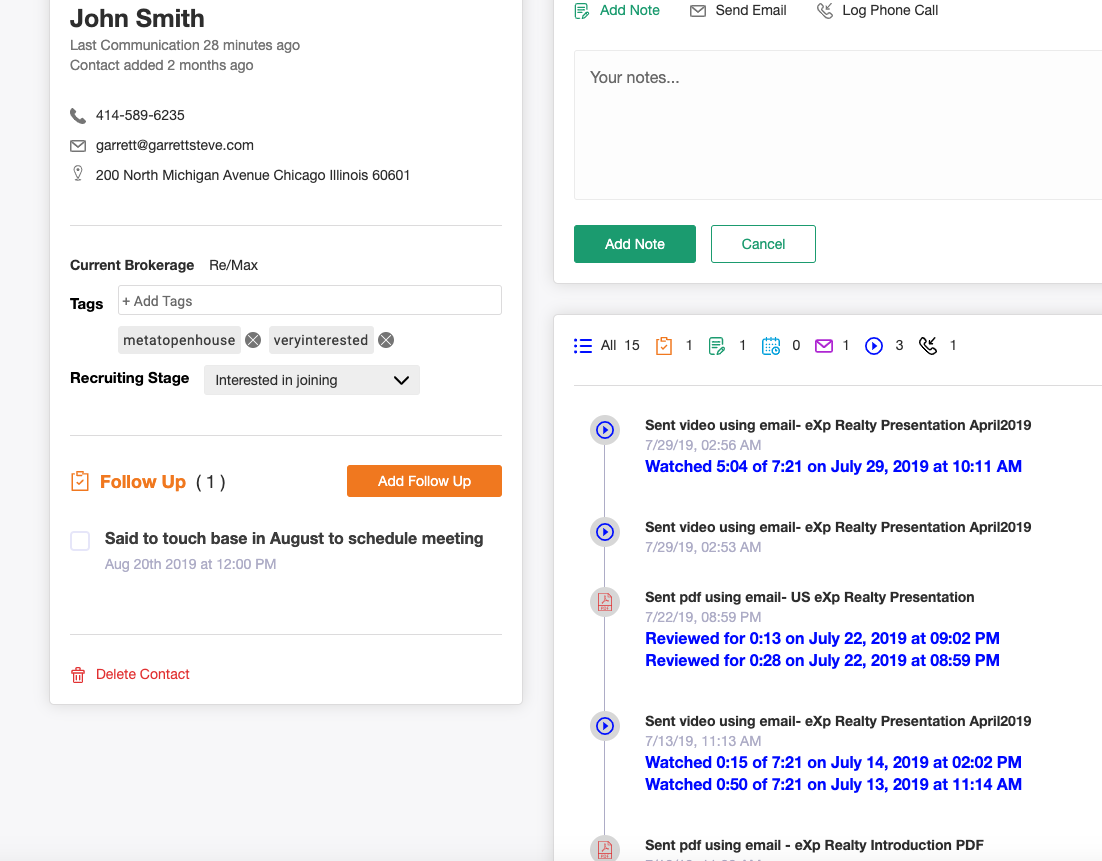 John Smith
Last Communication 28 minutes ago
Contact added 2 months ago
414-589-6235
garrett@garrettsteve.com
200 North Michigan Avenue Chicago Illinois 60601
Current Brokerage Re/Max
Tags + Add Tags
metatopenhouse veryinterested
Recruiting Stage Interested in joining
Follow Up ( 1 ) Add Follow Up
Said to touch base in August to schedule meeting
Aug 20th 2019 at 12:00 PM
Delete Contact
Add Note Send Email Log Phone Call
Your notes...
Add Note Cancel
All 15 1 1 0 1 3 1
Sent video using email- eXp Realty Presentation April2019
7/29/19, 02:56 AM
Watched 5:04 of 7:21 on July 29, 2019 at 10:11 AM
Sent video using email- eXp Realty Presentation April2019
7/29/19, 02:53 AM
Sent pdf using email- US eXp Realty Presentation
7/22/19, 08:59 PM
Reviewed for 0:13 on July 22, 2019 at 09:02 PM
Reviewed for 0:28 on July 22, 2019 at 08:59 PM
Sent video using email- eXp Realty Presentation April2019
7/13/19, 11:13 AM
Watched 0:15 of 7:21 on July 14, 2019 at 02:02 PM
Watched 0:50 of 7:21 on July 13, 2019 at 11:14 AM
Sent pdf using email - eXp Realty Introduction PDF